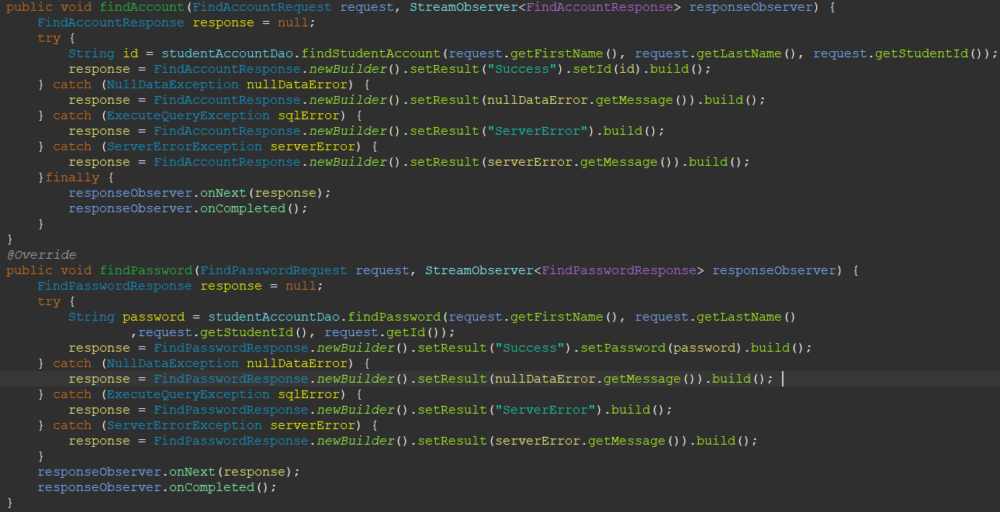 public void findAccount(FindAccountRequest request, StreamObserver<FindAccountResponse> responseObserver) {
    FindAccountResponse response = null;
    try {
        String id = studentAccountDao.findStudentAccount(request.getFirstName(), request.getLastName(), request.getStudentId());
        response = FindAccountResponse.newBuilder().setResult("Success").setId(id).build();
    } catch (NullDataException nullDataError) {
        response = FindAccountResponse.newBuilder().setResult(nullDataError.getMessage()).build();
    } catch (ExecuteQueryException sqlError) {
        response = FindAccountResponse.newBuilder().setResult("ServerError").build();
    } catch (ServerErrorException serverError) {
        response = FindAccountResponse.newBuilder().setResult(serverError.getMessage()).build();
    }finally {
        responseObserver.onNext(response);
        responseObserver.onCompleted();
    }
}
@Override
public void findPassword(FindPasswordRequest request, StreamObserver<FindPasswordResponse> responseObserver) {
    FindPasswordResponse response = null;
    try {
        String password = studentAccountDao.findPassword(request.getFirstName(), request.getLastName()
                ,request.getStudentId(), request.getId());
        response = FindPasswordResponse.newBuilder().setResult("Success").setPassword(password).build();
    } catch (NullDataException nullDataError) {
        response = FindPasswordResponse.newBuilder().setResult(nullDataError.getMessage()).build();
    } catch (ExecuteQueryException sqlError) {
        response = FindPasswordResponse.newBuilder().setResult("ServerError").build();
    } catch (ServerErrorException serverError) {
        response = FindPasswordResponse.newBuilder().setResult(serverError.getMessage()).build();
    }
    responseObserver.onNext(response);
    responseObserver.onCompleted();
}